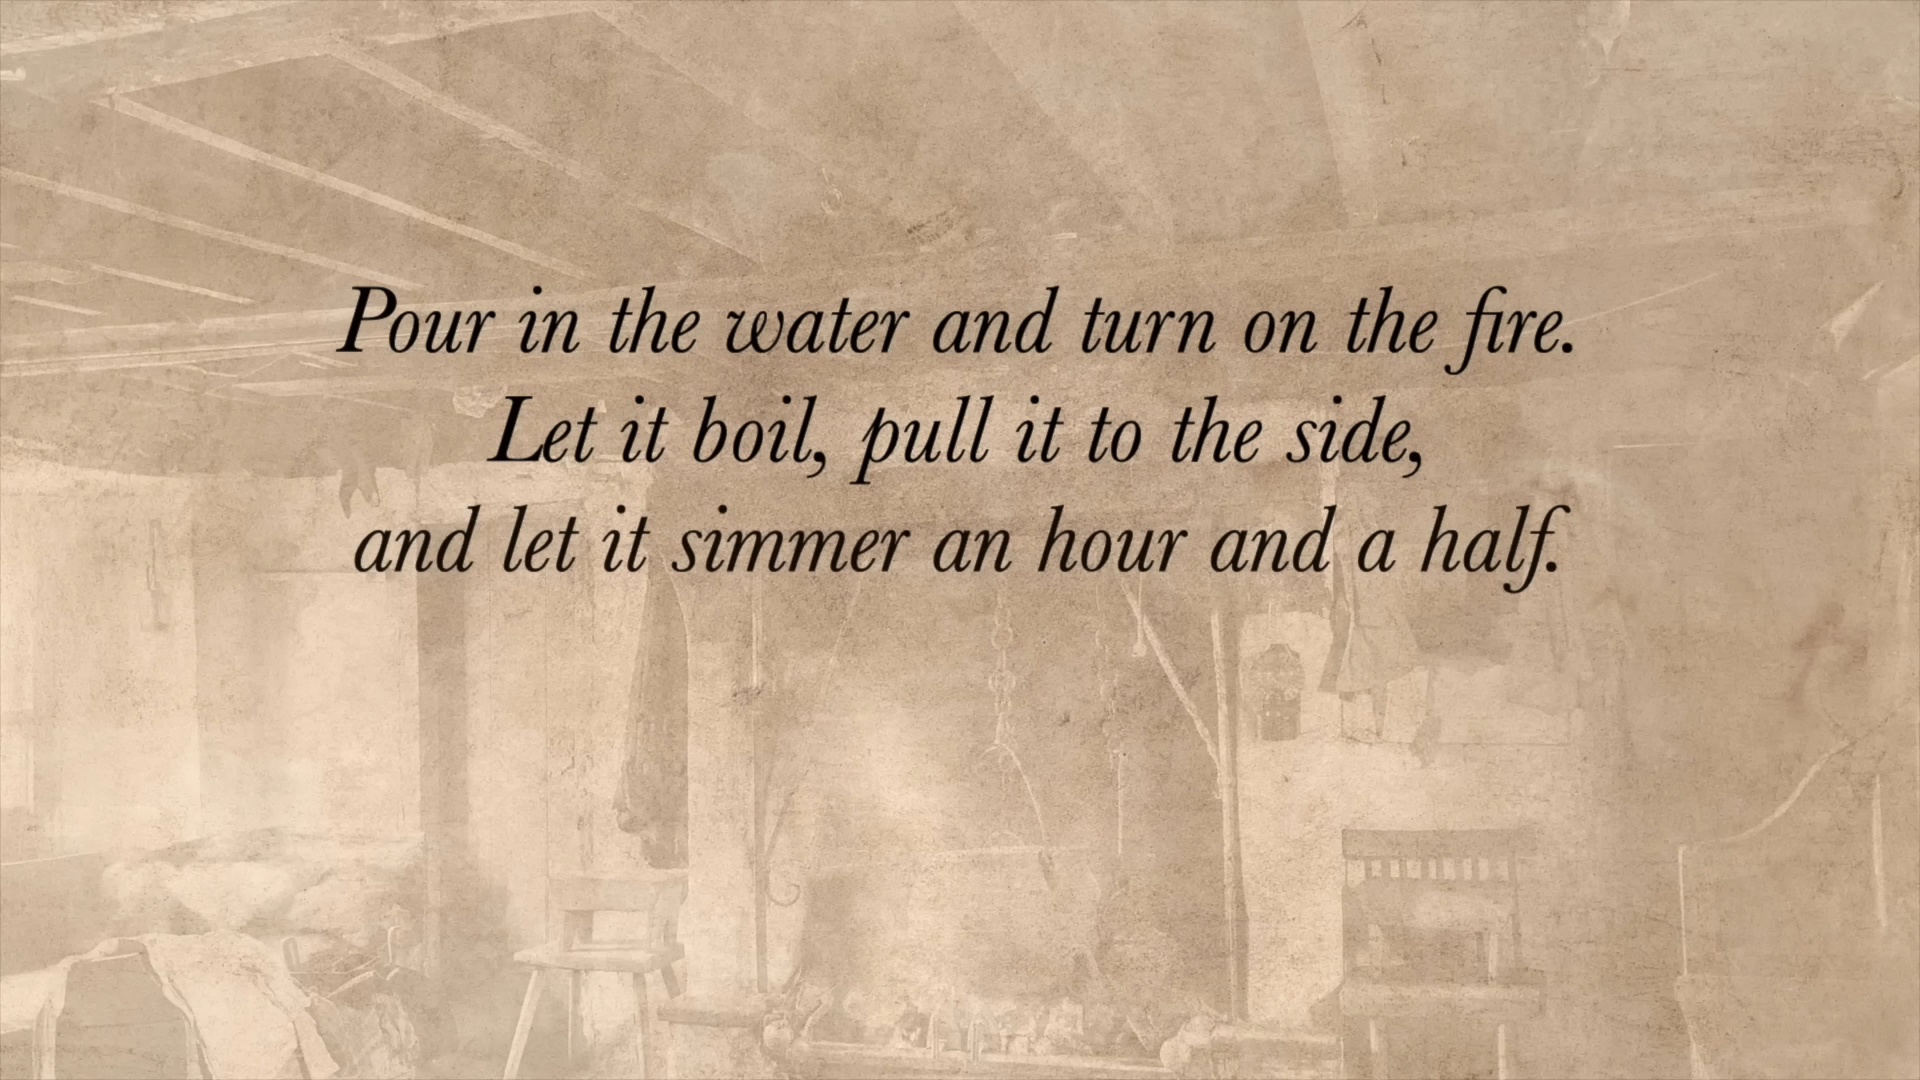 Pour in the water and turn on the fire.
Let it boil, pull it to the side,
and let it simmer an hour and a half.